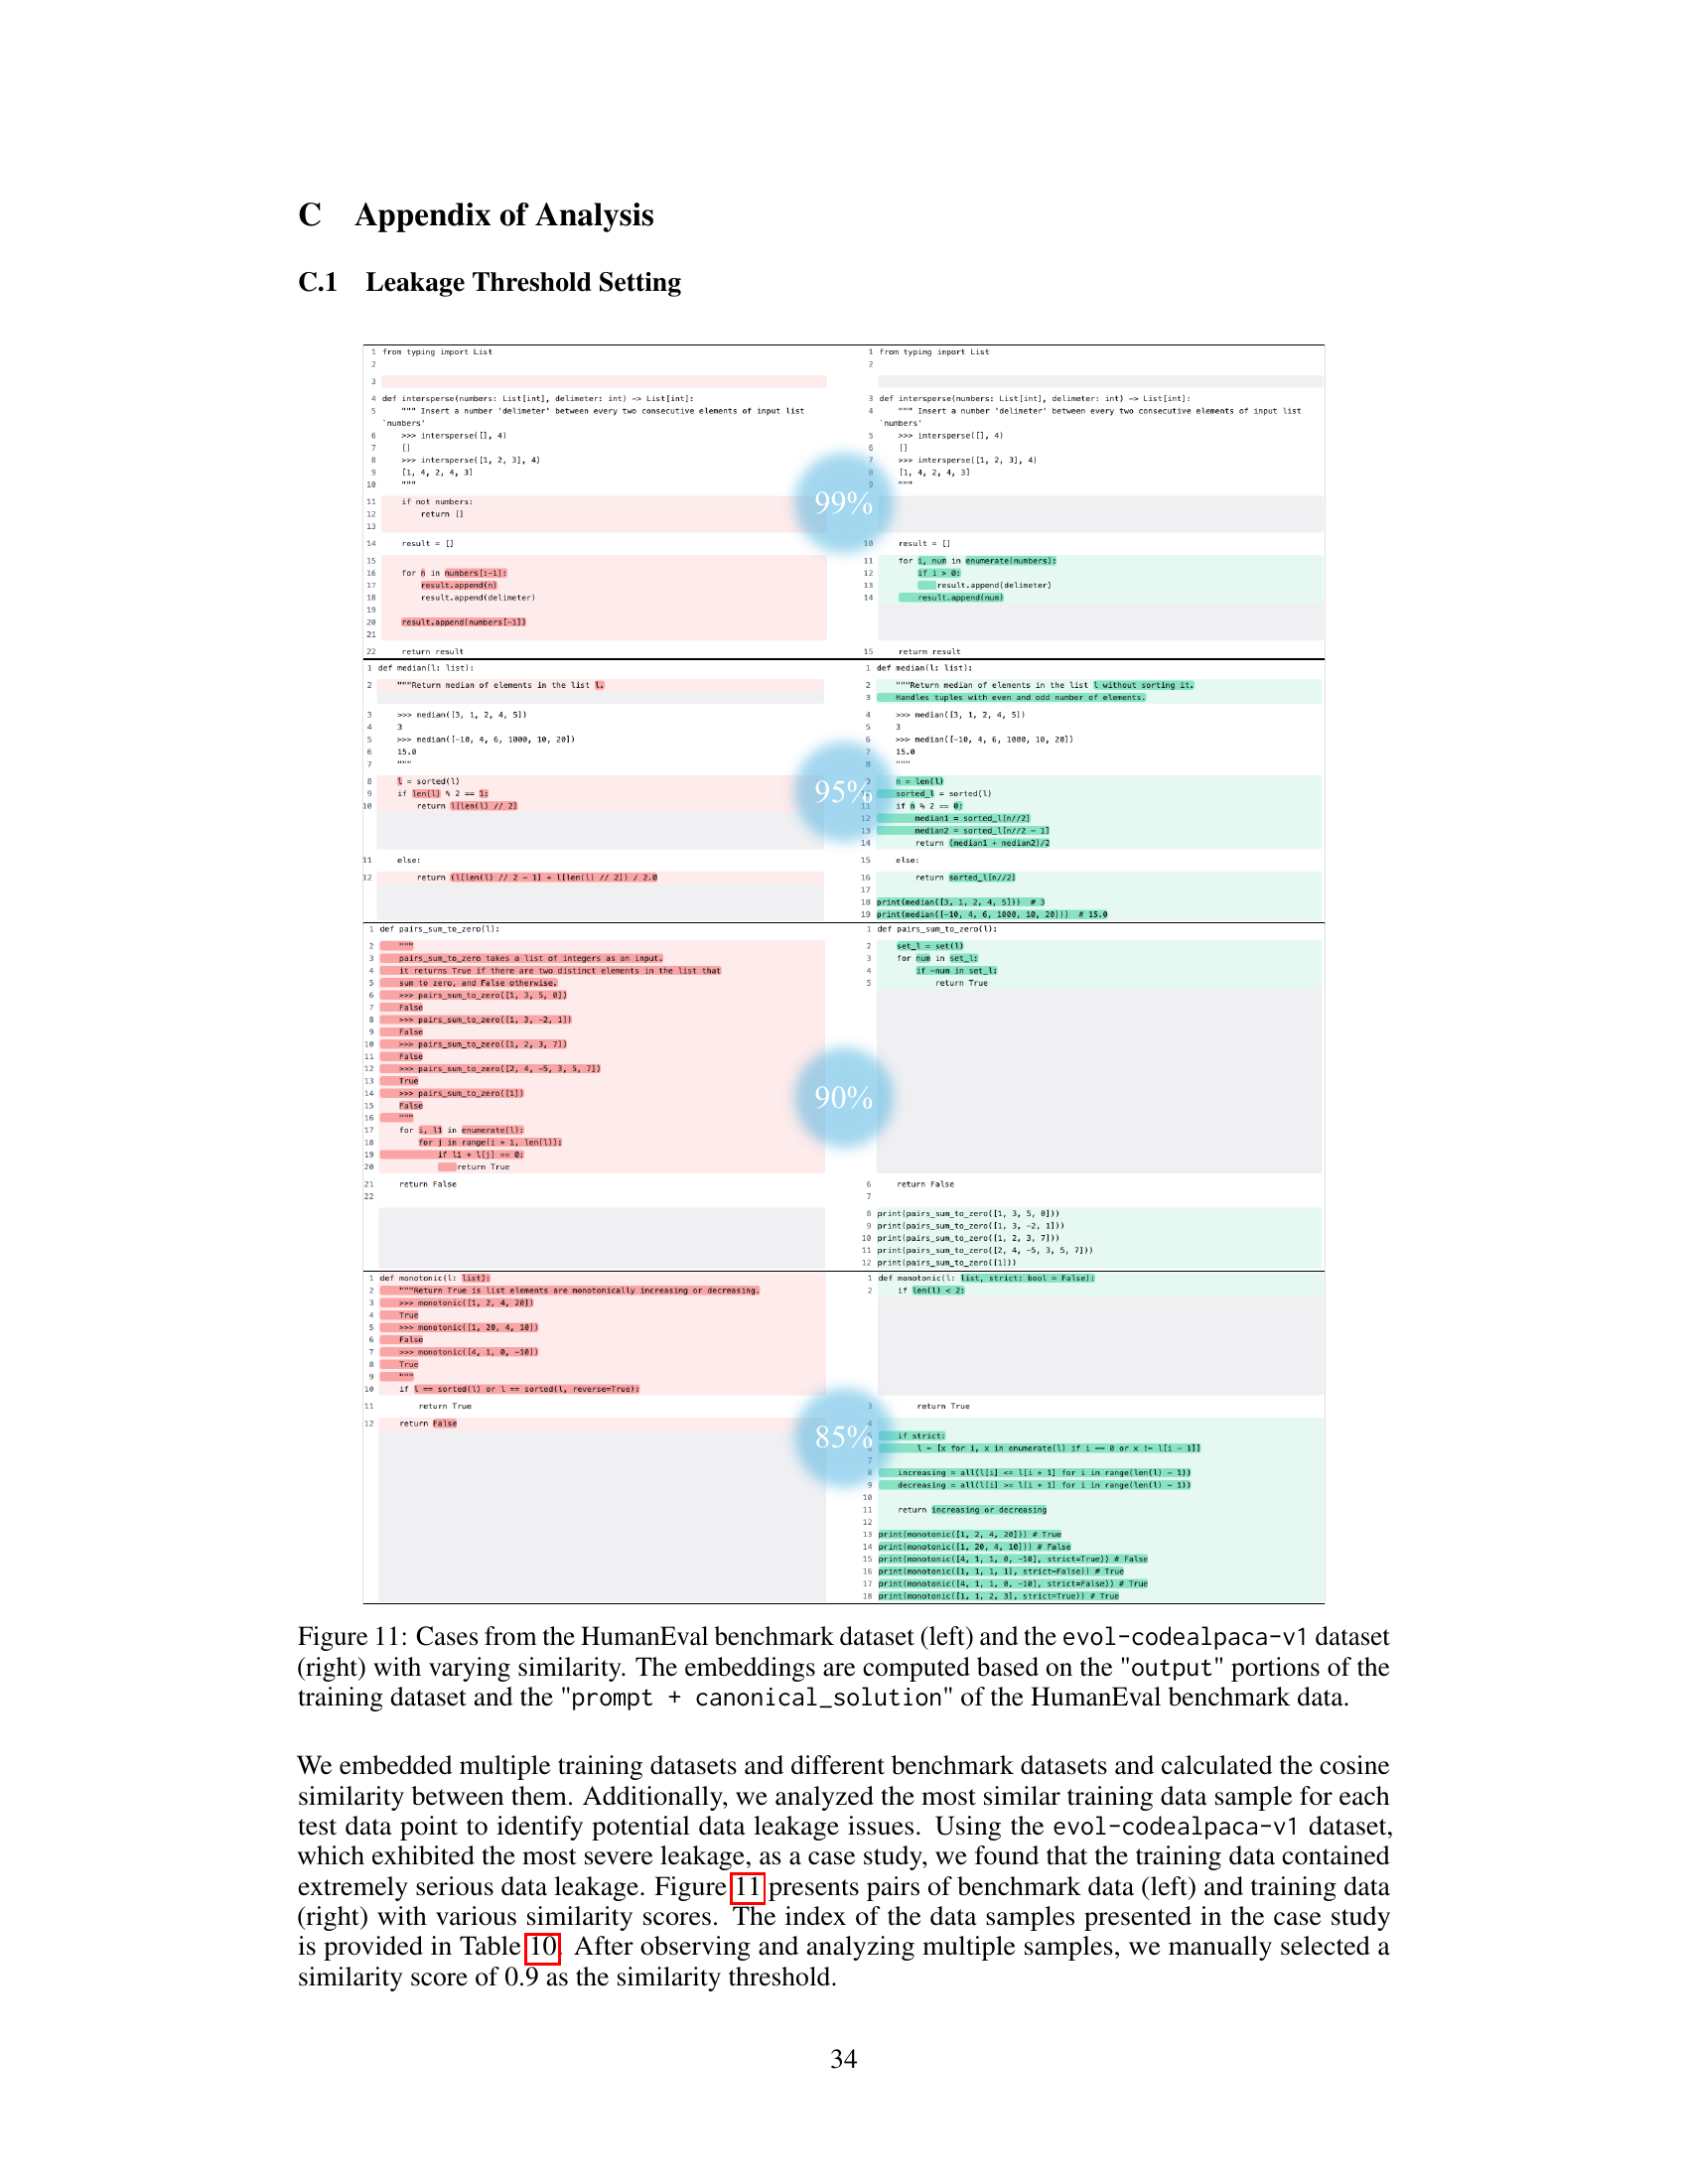 C Appendix of Analysis
C.1 Leakage Threshold Setting
1 from typing import List
2
3
4 def intersperse(numbers: List[int], delimeter: int) -> List[int]:
5 """ Insert a number 'delimeter' between every two consecutive elements of input list
`numbers'
6 >>> intersperse([], 4)
7 []
8 >>> intersperse([1, 2, 3], 4)
9 [1, 4, 2, 4, 3]
10 """
11 if not numbers:
12 return []
13
14 result = []
15
16 for n in numbers[:-1]:
17 result.append(n)
18 result.append(delimeter)
19
20 result.append(numbers[-1])
21
22 return result
99%
1 from typing import List
2
3 def intersperse(numbers: List[int], delimeter: int) -> List[int]:
4 """ Insert a number 'delimeter' between every two consecutive elements of input list
`numbers'
5 >>> intersperse([], 4)
6 []
7 >>> intersperse([1, 2, 3], 4)
8 [1, 4, 2, 4, 3]
9 """
10 result = []
11 for i, num in enumerate(numbers):
12 if i > 0:
13 result.append(delimeter)
14 result.append(num)
15 return result
1 def median(l: list):
2 """Return median of elements in the list l.
3 >>> median([3, 1, 2, 4, 5])
4 3
5 >>> median([-10, 4, 6, 1000, 10, 20])
6 15.0
7 """
8 l = sorted(l)
9 if len(l) % 2 == 1:
10 return l[len(l) // 2]
11 else:
12 return (l[len(l) // 2 - 1] + l[len(l) // 2]) / 2.0
95%
1 def median(l: list):
2 """Return median of elements in the list l without sorting it.
3 Handles tuples with even and odd number of elements.
4 >>> median([3, 1, 2, 4, 5])
5 3
6 >>> median([-10, 4, 6, 1000, 10, 20])
7 15.0
8 """
9 n = len(l)
sorted_l = sorted(l)
11 if n % 2 == 0:
12 median1 = sorted_l[n//2]
13 median2 = sorted_l[n//2 - 1]
14 return (median1 + median2)/2
15 else:
16 return sorted_l[n//2]
17
18 print(median([3, 1, 2, 4, 5])) # 3
19 print(median([-10, 4, 6, 1000, 10, 20])) # 15.0
1 def pairs_sum_to_zero(l):
2 """
3 pairs_sum_to_zero takes a list of integers as an input.
4 it returns True if there are two distinct elements in the list that
5 sum to zero, and False otherwise.
6 >>> pairs_sum_to_zero([1, 3, 5, 0])
7 False
8 >>> pairs_sum_to_zero([1, 3, -2, 1])
9 False
10 >>> pairs_sum_to_zero([1, 2, 3, 7])
11 False
12 >>> pairs_sum_to_zero([2, 4, -5, 3, 5, 7])
13 True
14 >>> pairs_sum_to_zero([1])
15 False
16 """
17 for i, l1 in enumerate(l):
18 for j in range(i + 1, len(l)):
19 if l1 + l[j] == 0:
20 return True
21 return False
22
90%
1 def pairs_sum_to_zero(l):
2 set_l = set(l)
3 for num in set_l:
4 if -num in set_l:
5 return True
6 return False
7
8 print(pairs_sum_to_zero([1, 3, 5, 0]))
9 print(pairs_sum_to_zero([1, 3, -2, 1]))
10 print(pairs_sum_to_zero([1, 2, 3, 7]))
11 print(pairs_sum_to_zero([2, 4, -5, 3, 5, 7]))
12 print(pairs_sum_to_zero([1]))
1 def monotonic(l: list):
2 """Return True is list elements are monotonically increasing or decreasing.
3 >>> monotonic([1, 2, 4, 20])
4 True
5 >>> monotonic([1, 20, 4, 10])
6 False
7 >>> monotonic([4, 1, 0, -10])
8 True
9 """
10 if l == sorted(l) or l == sorted(l, reverse=True):
11 return True
12 return False
85%
1 def monotonic(l: list, strict: bool = False):
2 if len(l) < 2:
3 return True
4
if strict:
l = [x for i, x in enumerate(l) if i == 0 or x != l[i - 1]]
7
8 increasing = all(l[i] <= l[i + 1] for i in range(len(l) - 1))
9 decreasing = all(l[i] >= l[i + 1] for i in range(len(l) - 1))
10
11 return increasing or decreasing
12
13 print(monotonic([1, 2, 4, 20])) # True
14 print(monotonic([1, 20, 4, 10])) # False
15 print(monotonic([4, 1, 1, 0, -10], strict=True)) # False
16 print(monotonic([1, 1, 1, 1], strict=False)) # True
17 print(monotonic([4, 1, 1, 0, -10], strict=False)) # True
18 print(monotonic([1, 1, 2, 3], strict=True)) # True
Figure 11: Cases from the HumanEval benchmark dataset (left) and the evol-codealpaca-v1 dataset
(right) with varying similarity. The embeddings are computed based on the "output" portions of the
training dataset and the "prompt + canonical_solution" of the HumanEval benchmark data.
We embedded multiple training datasets and different benchmark datasets and calculated the cosine
similarity between them. Additionally, we analyzed the most similar training data sample for each
test data point to identify potential data leakage issues. Using the evol-codealpaca-v1 dataset,
which exhibited the most severe leakage, as a case study, we found that the training data contained
extremely serious data leakage. Figure 11 presents pairs of benchmark data (left) and training data
(right) with various similarity scores. The index of the data samples presented in the case study
is provided in Table 10. After observing and analyzing multiple samples, we manually selected a
similarity score of 0.9 as the similarity threshold.
34